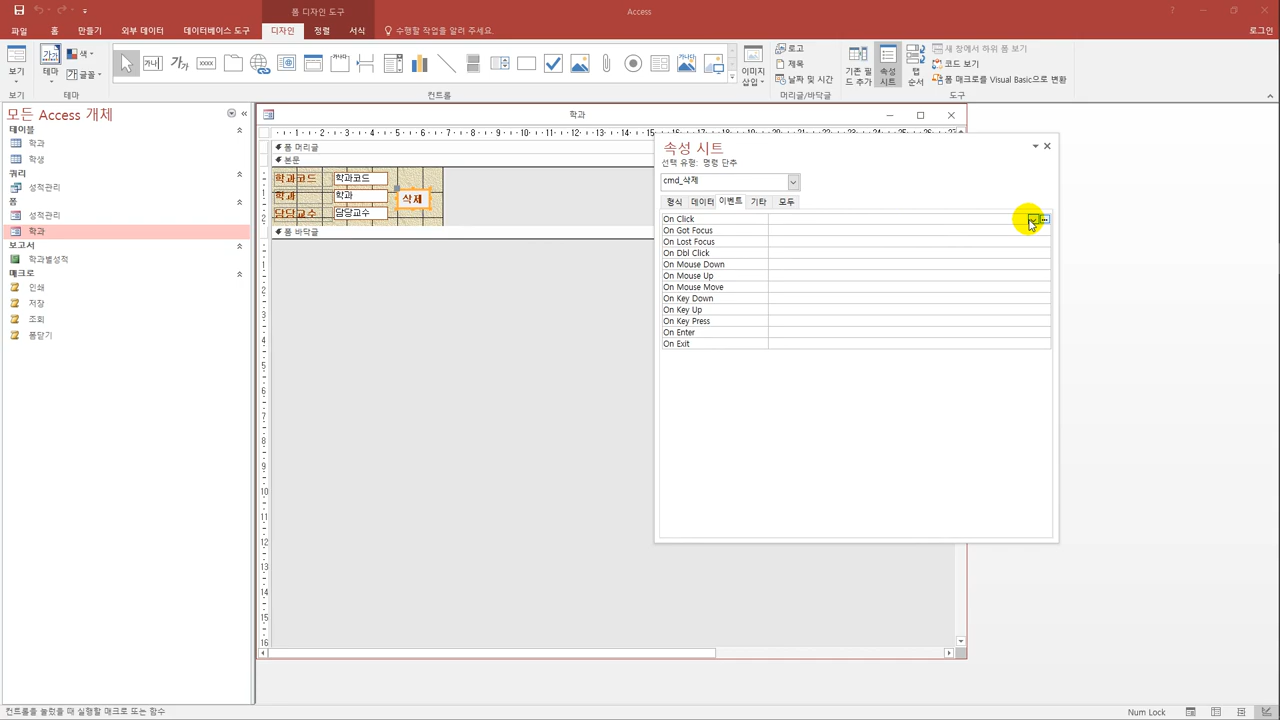 폼 디자인 도구
Access
파일 홈 만들기 외부 데이터 데이터베이스 도구 디자인 정렬 서식 수행할 작업을 알려 주세요. 로그인
보기
가가 테마
색
글꼴
이미지 삽입
로고
제목
날짜 및 시간
기존 필드 추가
속성 시트
탭 순서
새 창에서 하위 폼 보기
코드 보기
폼 매크로를 Visual Basic으로 변환
보기 테마 컨트롤 머리글/바닥글 도구
모든 Access 개체
테이블
학과
학생
쿼리
성적관리
폼
성적관리
학과
보고서
학과별성적
매크로
인쇄
저장
조회
폼닫기
학과
폼 머리글
본문
학과코드 학과코드
학과 학과
담당교수 담당교수
삭제
폼 바닥글
속성 시트
선택 유형: 명령 단추
cmd_삭제
형식 데이터 이벤트 기타 모두
On Click
On Got Focus
On Lost Focus
On Dbl Click
On Mouse Down
On Mouse Up
On Mouse Move
On Key Down
On Key Up
On Key Press
On Enter
On Exit
컨트롤을 눌렀을 때 실행할 매크로 또는 함수
Num Lock